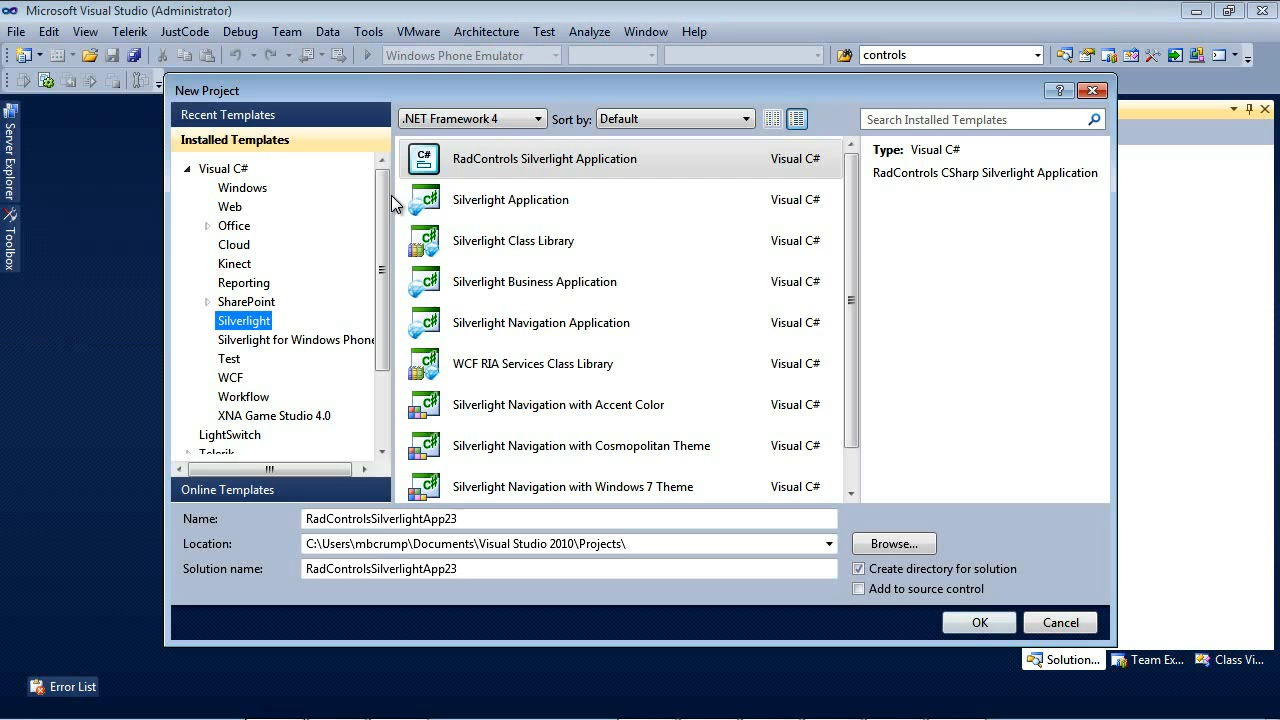 Microsoft Visual Studio (Administrator)
File Edit View Telerik JustCode Debug Team Data Tools VMware Architecture Test Analyze Window Help
Windows Phone Emulator controls
New Project
Recent Templates
.NET Framework 4 Sort by: Default Search Installed Templates
Installed Templates
Visual C#
Windows
Web
Office
Cloud
Kinect
Reporting
SharePoint
Silverlight
Silverlight for Windows Phone
Test
WCF
Workflow
XNA Game Studio 4.0
LightSwitch
Telerik
Online Templates
C# RadControls Silverlight Application Visual C#
C# Silverlight Application Visual C#
C# Silverlight Class Library Visual C#
C# Silverlight Business Application Visual C#
C# Silverlight Navigation Application Visual C#
C# WCF RIA Services Class Library Visual C#
C# Silverlight Navigation with Accent Color Visual C#
C# Silverlight Navigation with Cosmopolitan Theme Visual C#
C# Silverlight Navigation with Windows 7 Theme Visual C#
Type: Visual C#
RadControls CSharp Silverlight Application
Name: RadControlsSilverlightApp23
Location: C:\Users\mbcrump\Documents\Visual Studio 2010\Projects\ Browse...
Solution name: RadControlsSilverlightApp23 Create directory for solution
Add to source control
OK Cancel
Server Explorer
Toolbox
Solution... Team Ex... Class Vi...
Error List